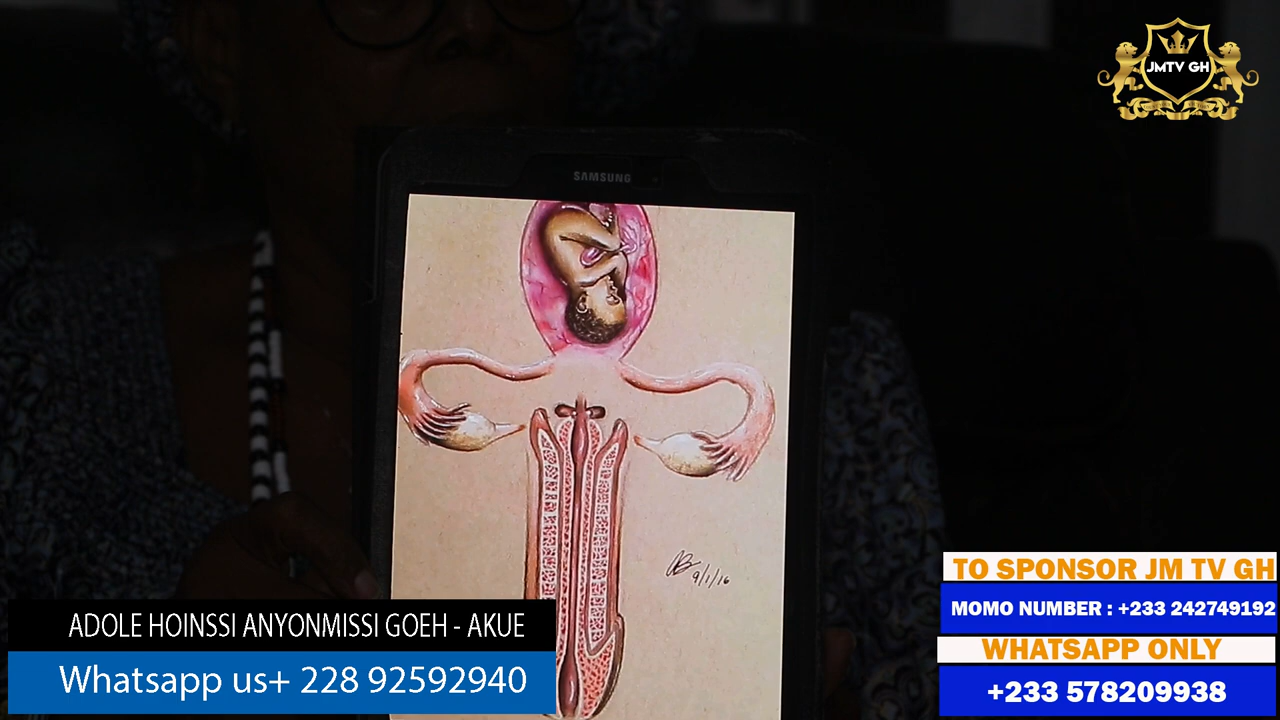 JMTV GH
SAMSUNG
9/1/16
TO SPONSOR JM TV GH
MOMO NUMBER : +233 242749192
WHATSAPP ONLY
+233 578209938
ADOLE HOINSSI ANYONMISSI GOEH - AKUE
Whatsapp us+ 228 92592940